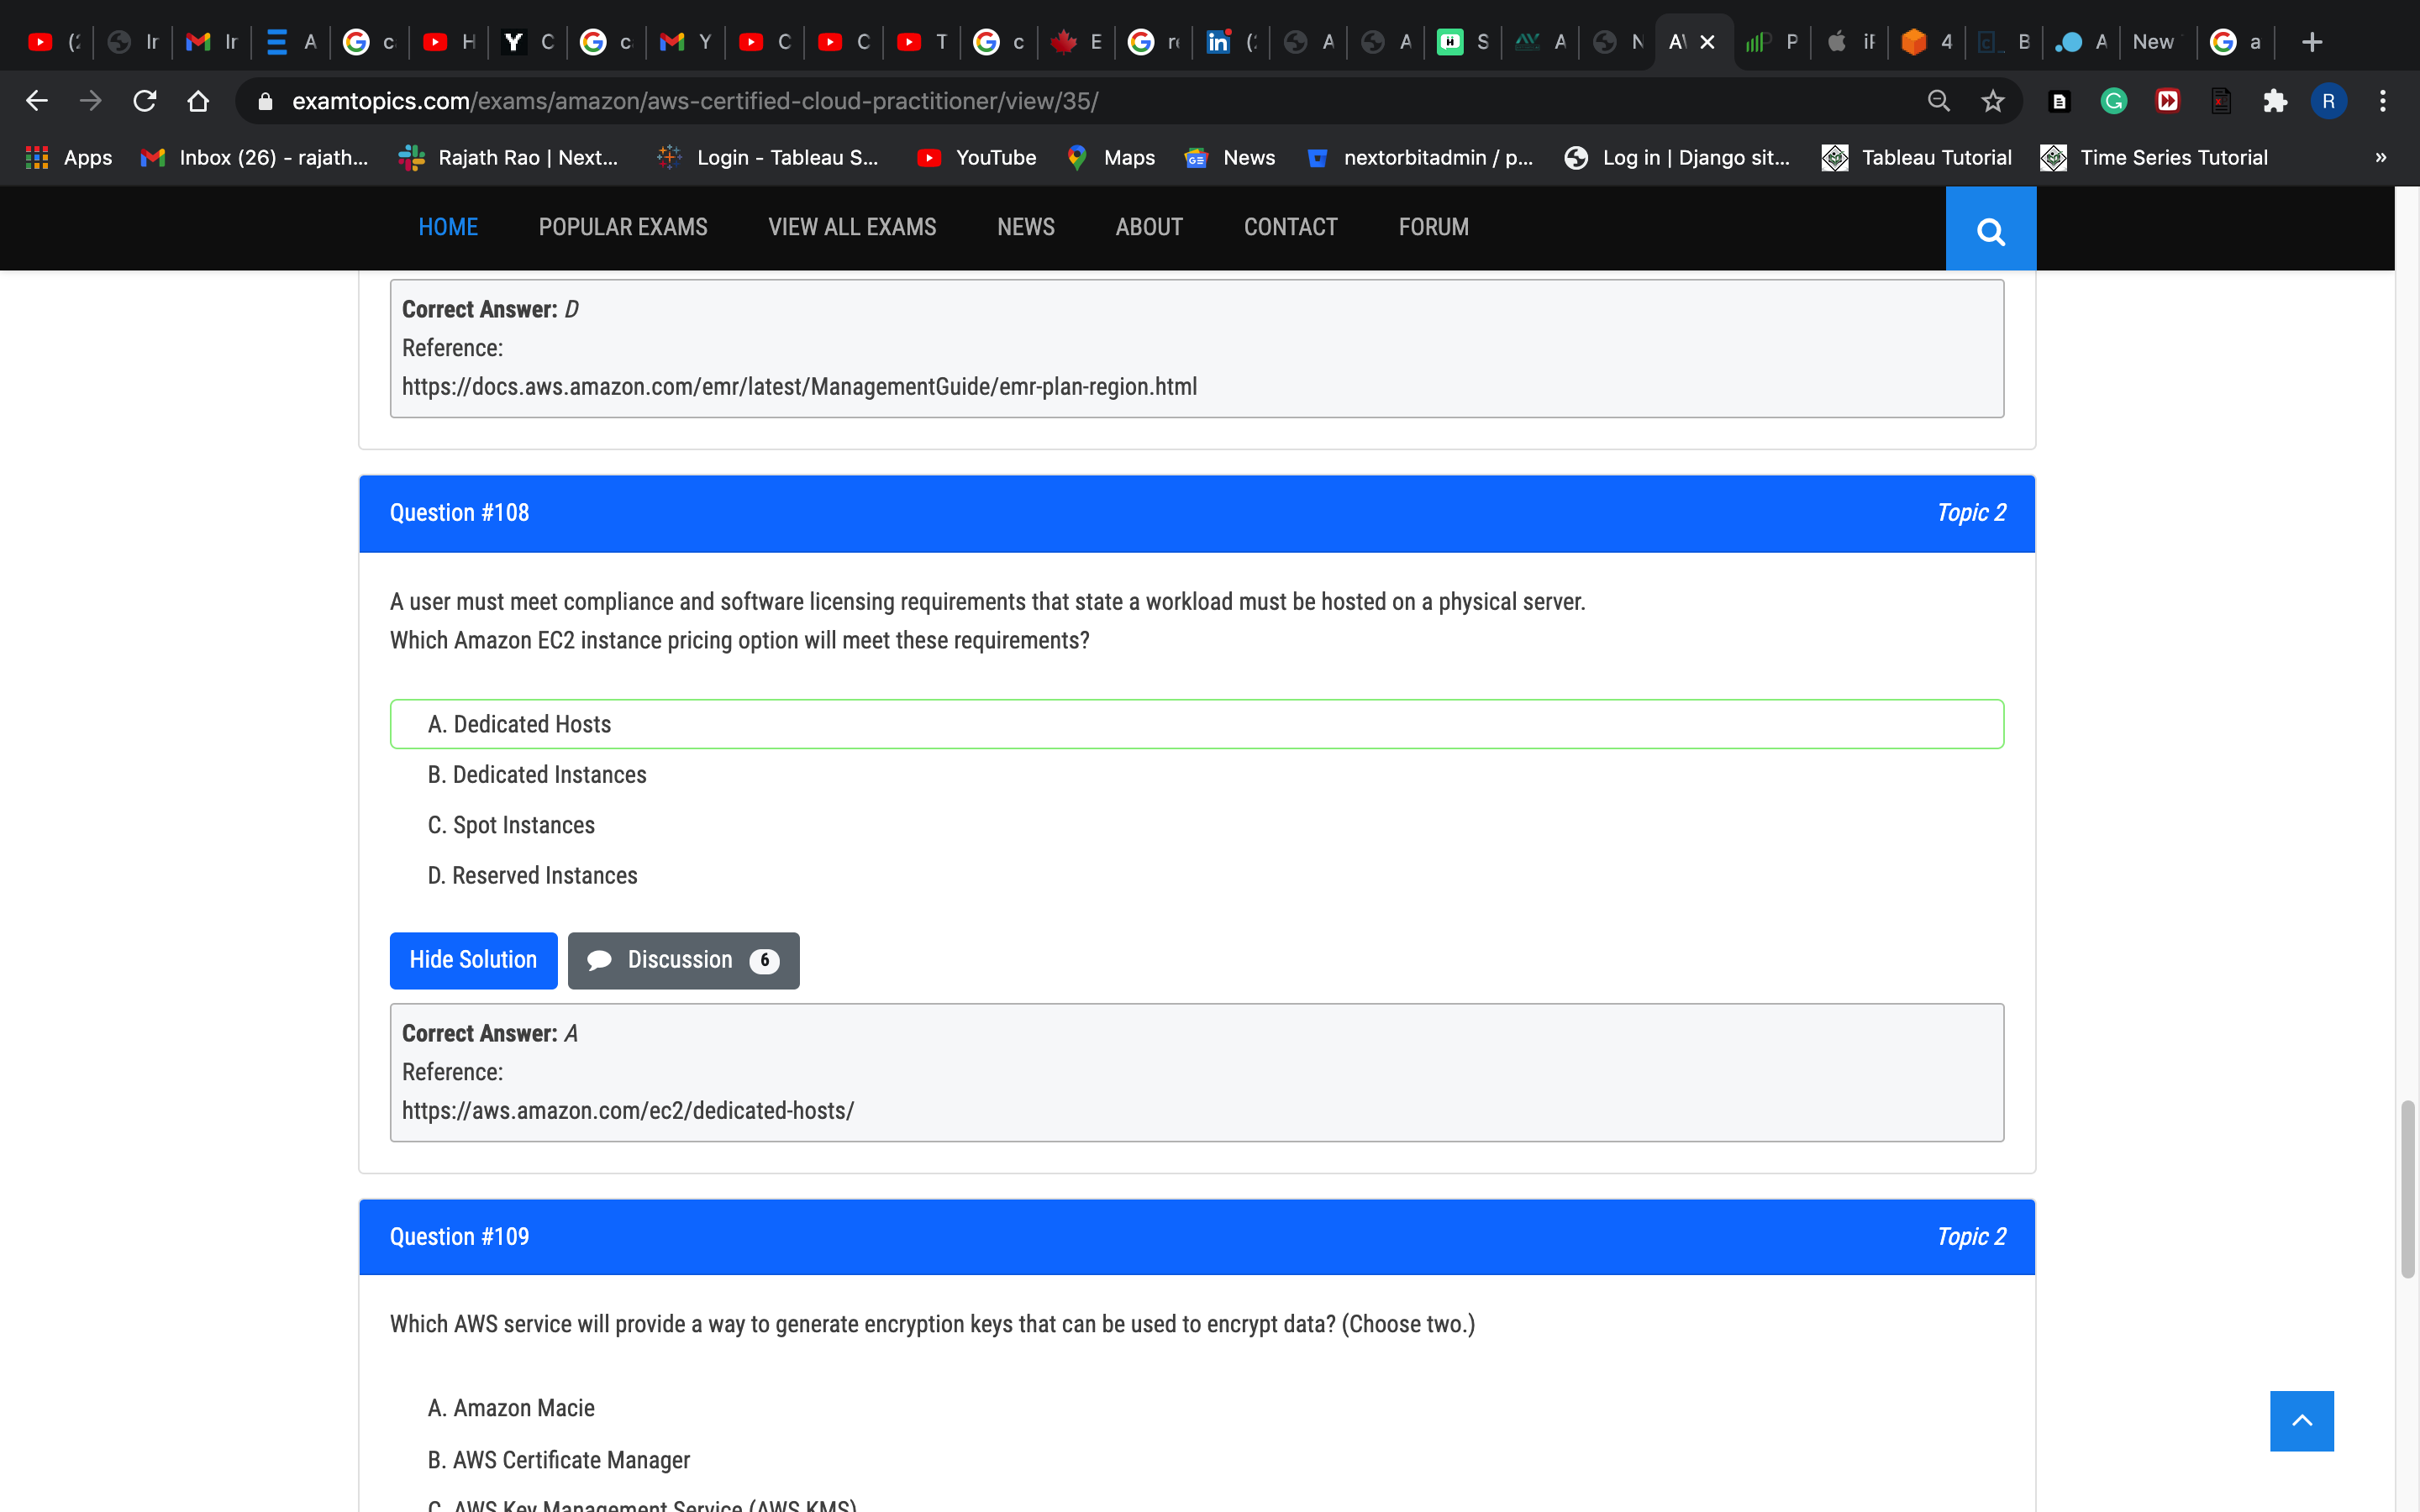 (2
Ir
Ir
A
c
H
C
c
Y
C
C
T
c
E
(2
A
A
S
A
N
A\
P
iF
4
B
A
New
a
examtopics.com/exams/amazon/aws-certified-cloud-practitioner/view/35/
R
Apps
Inbox (26) - rajath...
Rajath Rao | Next...
Login - Tableau S...
YouTube
Maps
News
nextorbitadmin / p...
Log in | Django sit...
Tableau Tutorial
Time Series Tutorial
»
HOME
POPULAR EXAMS
VIEW ALL EXAMS
NEWS
ABOUT
CONTACT
FORUM
Correct Answer: D
Reference:
https://docs.aws.amazon.com/emr/latest/ManagementGuide/emr-plan-region.html
Question #108
Topic 2
A user must meet compliance and software licensing requirements that state a workload must be hosted on a physical server.
Which Amazon EC2 instance pricing option will meet these requirements?
A. Dedicated Hosts
B. Dedicated Instances
C. Spot Instances
D. Reserved Instances
Hide Solution
Discussion 6
Correct Answer: A
Reference:
https://aws.amazon.com/ec2/dedicated-hosts/
Question #109
Topic 2
Which AWS service will provide a way to generate encryption keys that can be used to encrypt data? (Choose two.)
A. Amazon Macie
B. AWS Certificate Manager
C. AWS Key Management Service (AWS KMS)